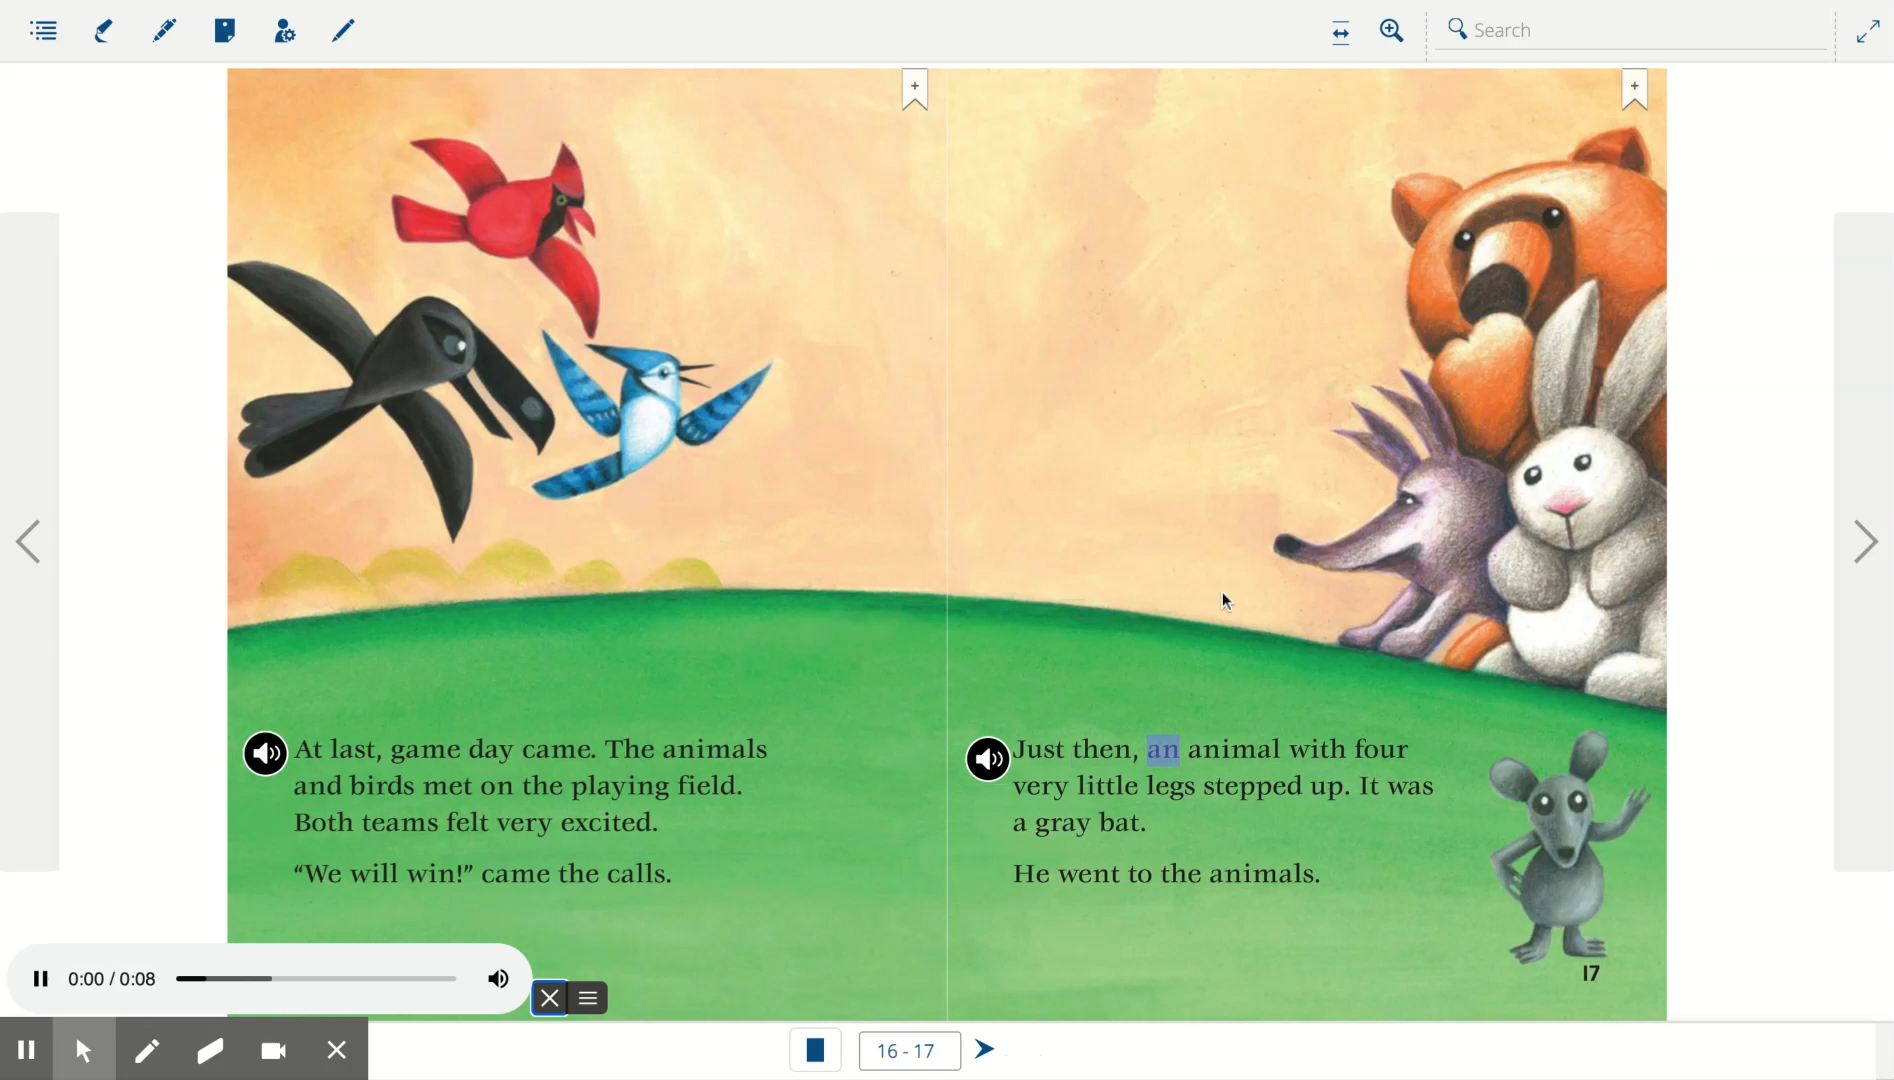 Search
At last, game day came. The animals
and birds met on the playing field.
Both teams felt very excited.
“We will win!” came the calls.
Just then, an animal with four
very little legs stepped up. It was
a gray bat.
He went to the animals.
17
0:00 / 0:08
16 - 17